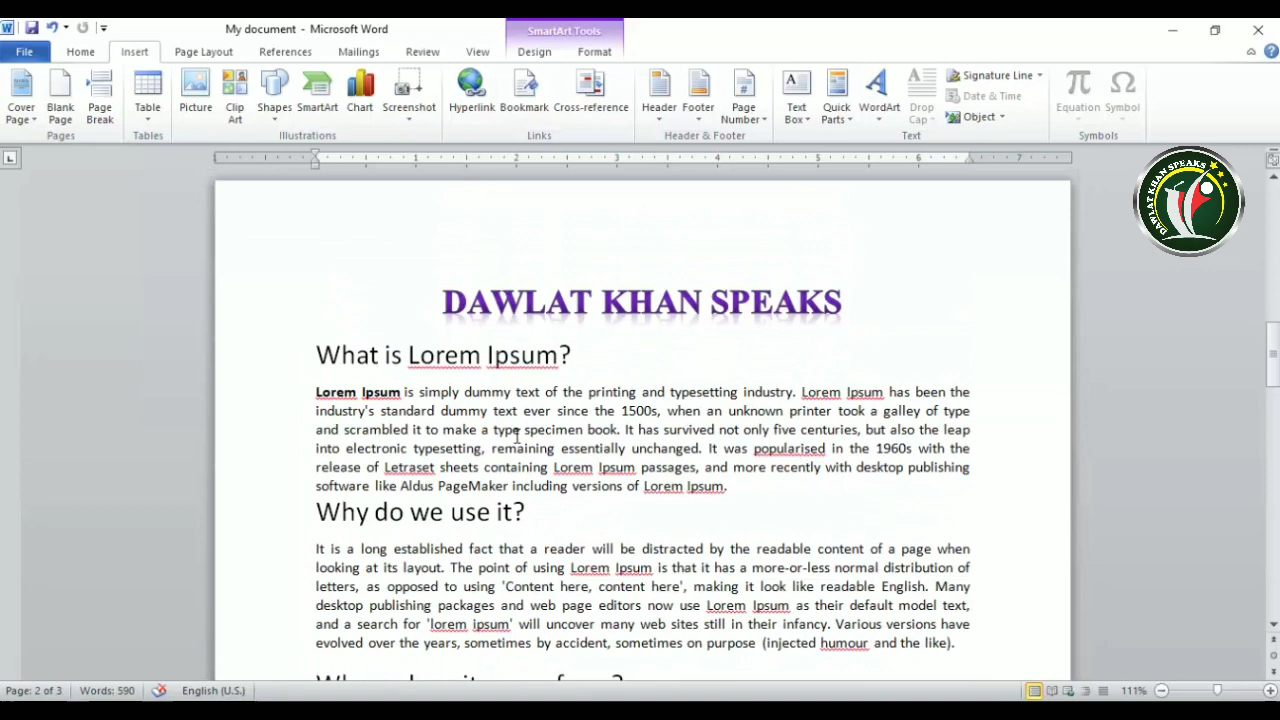 My document - Microsoft Word
SmartArt Tools
File Home Insert Page Layout References Mailings Review View Design Format
Cover Page
Blank Page
Page Break
Table
Picture
Clip Art
Shapes
SmartArt
Chart
Screenshot
Hyperlink
Bookmark
Cross-reference
Header
Footer
Page Number
Text Box
Quick Parts
WordArt
Drop Cap
Signature Line
Date & Time
Object
Equation
Symbol
Pages Tables Illustrations Links Header & Footer Text Symbols
1 2 3 4 5 6 7
DAWLAT KHAN SPEAKS
DAWLAT KHAN SPEAKS
What is Lorem Ipsum?
Lorem Ipsum is simply dummy text of the printing and typesetting industry. Lorem Ipsum has been the
industry's standard dummy text ever since the 1500s, when an unknown printer took a galley of type
and scrambled it to make a type specimen book. It has survived not only five centuries, but also the leap
into electronic typesetting, remaining essentially unchanged. It was popularised in the 1960s with the
release of Letraset sheets containing Lorem Ipsum passages, and more recently with desktop publishing
software like Aldus PageMaker including versions of Lorem Ipsum.
Why do we use it?
It is a long established fact that a reader will be distracted by the readable content of a page when
looking at its layout. The point of using Lorem Ipsum is that it has a more-or-less normal distribution of
letters, as opposed to using 'Content here, content here', making it look like readable English. Many
desktop publishing packages and web page editors now use Lorem Ipsum as their default model text,
and a search for 'lorem ipsum' will uncover many web sites still in their infancy. Various versions have
evolved over the years, sometimes by accident, sometimes on purpose (injected humour and the like).
Page: 2 of 3 Words: 590 English (U.S.) 111%